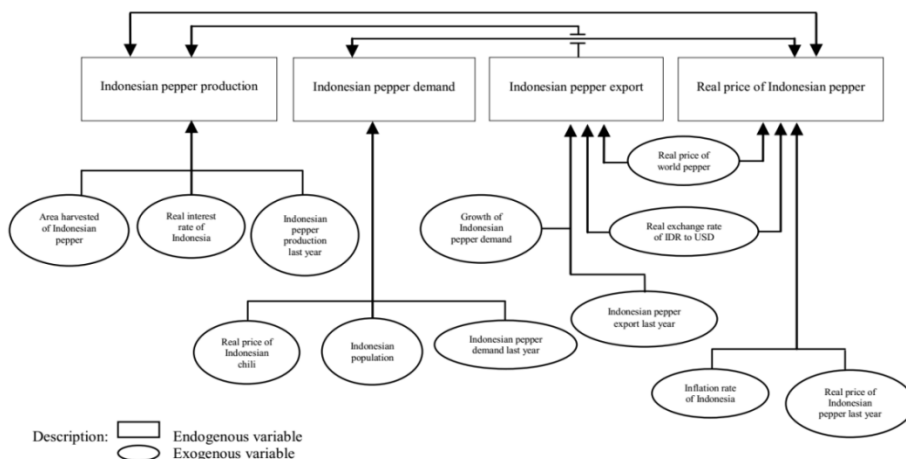 Indonesian pepper production
Indonesian pepper demand
Indonesian pepper export
Real price of Indonesian pepper
Real price of
world pepper
Area harvested
of Indonesian
pepper
Real interest
rate of
Indonesia
Indonesian
pepper
production
last year
Growth of
Indonesian
pepper demand
Real exchange rate
of IDR to USD
Real price of
Indonesian
chili
Indonesian
population
Indonesian pepper
demand last year
Indonesian pepper
export last year
Inflation rate
of Indonesia
Real price of
Indonesian
pepper last year
Description:
Endogenous variable
Exogenous variable